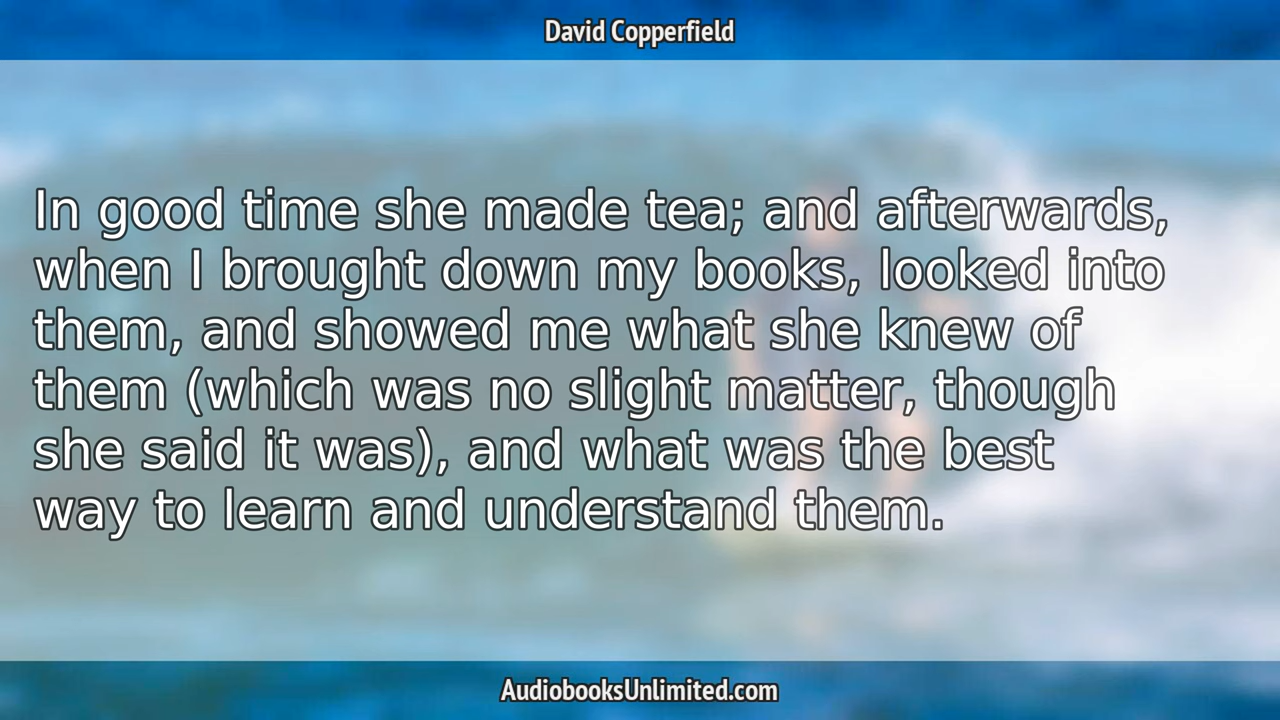 David Copperfield
In good time she made tea; and afterwards,
when I brought down my books, looked into
them, and showed me what she knew of
them (which was no slight matter, though
she said it was), and what was the best
way to learn and understand them.
AudiobooksUnlimited.com